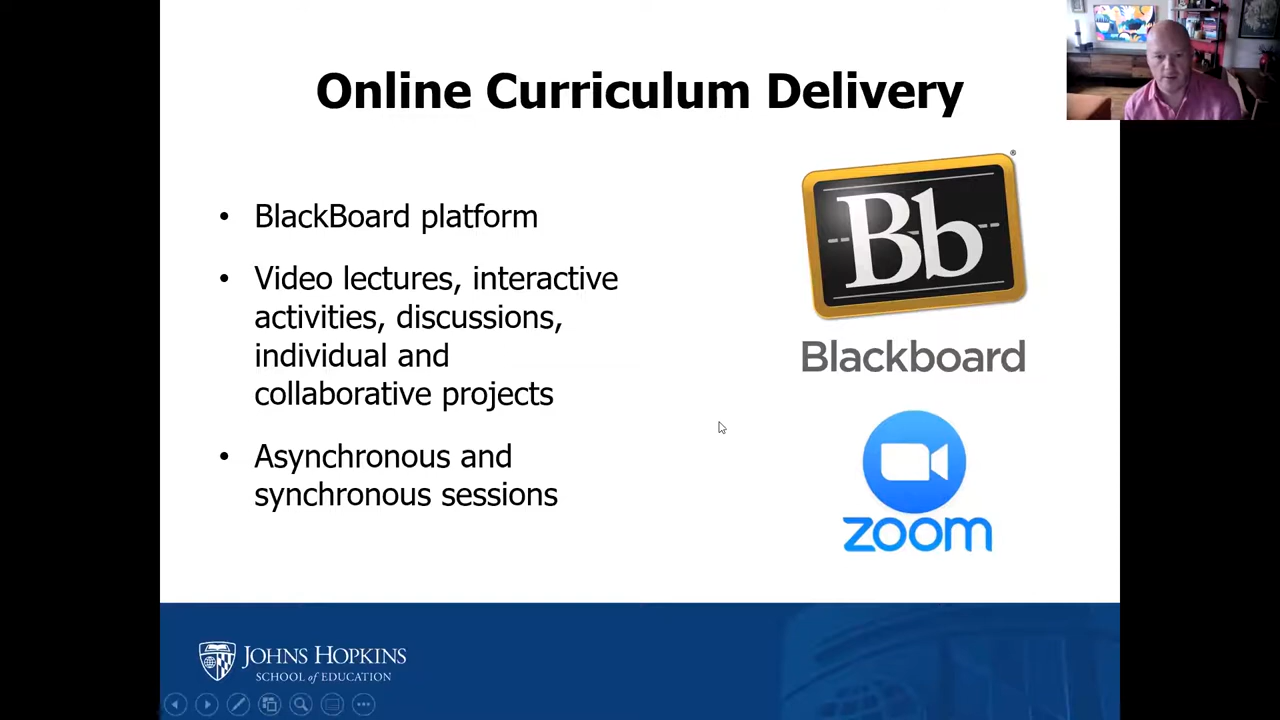 Online Curriculum Delivery
• BlackBoard platform
• Video lectures, interactive
activities, discussions,
individual and
collaborative projects
• Asynchronous and
synchronous sessions
Bb
®
Blackboard
zoom
JOHNS HOPKINS
SCHOOL of EDUCATION